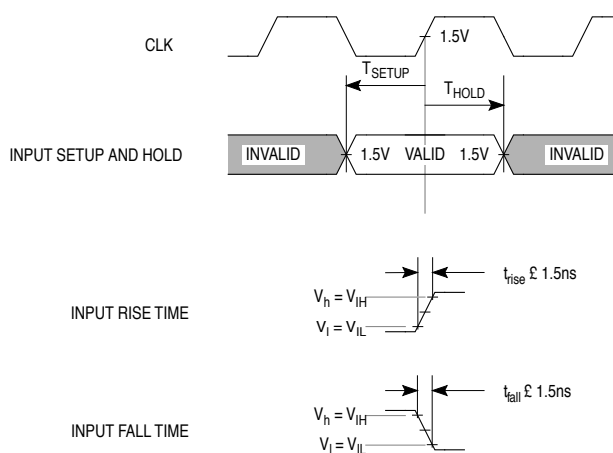 CLK
1.5V
TSETUP
THOLD
INPUT SETUP AND HOLD
INVALID
1.5V
VALID
1.5V
INVALID
trise £ 1.5ns
Vh = VIH
INPUT RISE TIME
Vl = VIL
tfall £ 1.5ns
Vh = VIH
INPUT FALL TIME
Vl = VIL